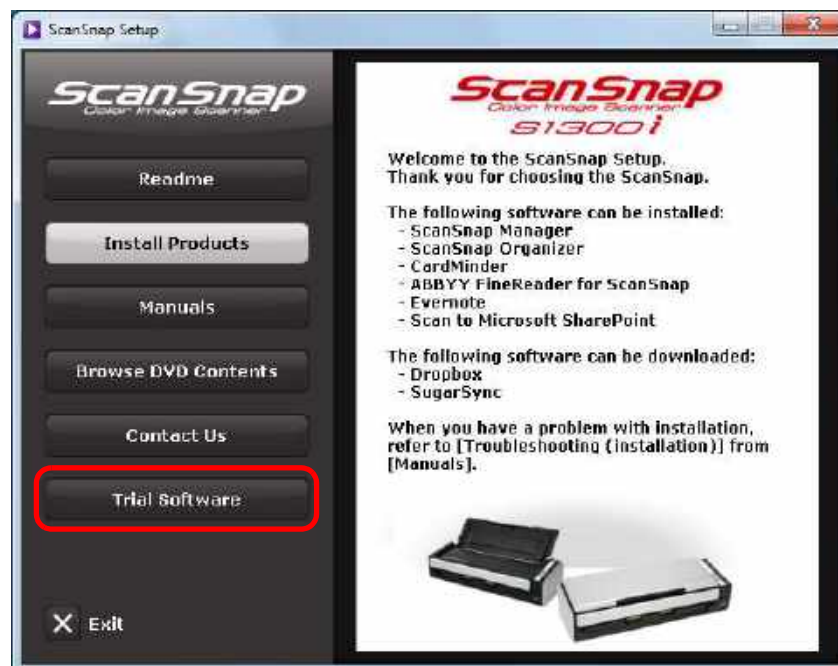 ScanSnap Setup
ScanSnap
Color Image Scanner
Readme
Install Products
Manuals
Browse DVD Contents
Contact Us
Trial Software
Exit
ScanSnap
Color Image Scanner
S1300i
Welcome to the ScanSnap Setup.
Thank you for choosing the ScanSnap.
The following software can be installed:
- ScanSnap Manager
- ScanSnap Organizer
- CardMinder
- ABBYY FineReader for ScanSnap
- Evernote
- Scan to Microsoft SharePoint
The following software can be downloaded:
- Dropbox
- SugarSync
When you have a problem with installation,
refer to [Troubleshooting (installation)] from
[Manuals].